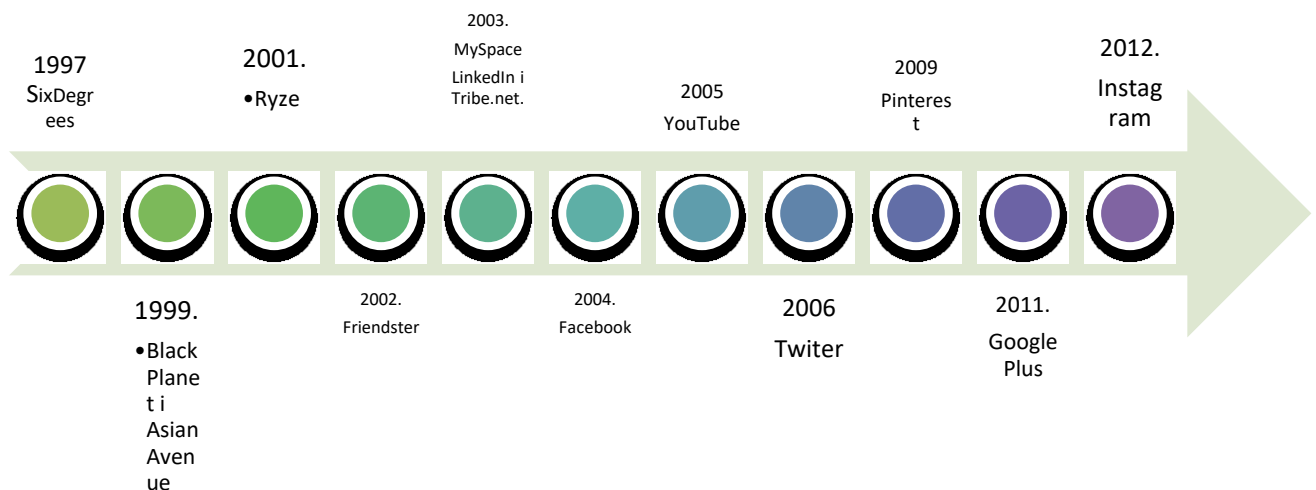 1997
SixDegr
ees
1999.
•Black
Plane
t i
Asian
Aven
ue
2001.
•Ryze
2002.
Friendster
2003.
MySpace
LinkedIn i
Tribe.net.
2004.
Facebook
2005
YouTube
2006
Twiter
2009
Pinteres
t
2011.
Google
Plus
2012.
Instag
ram